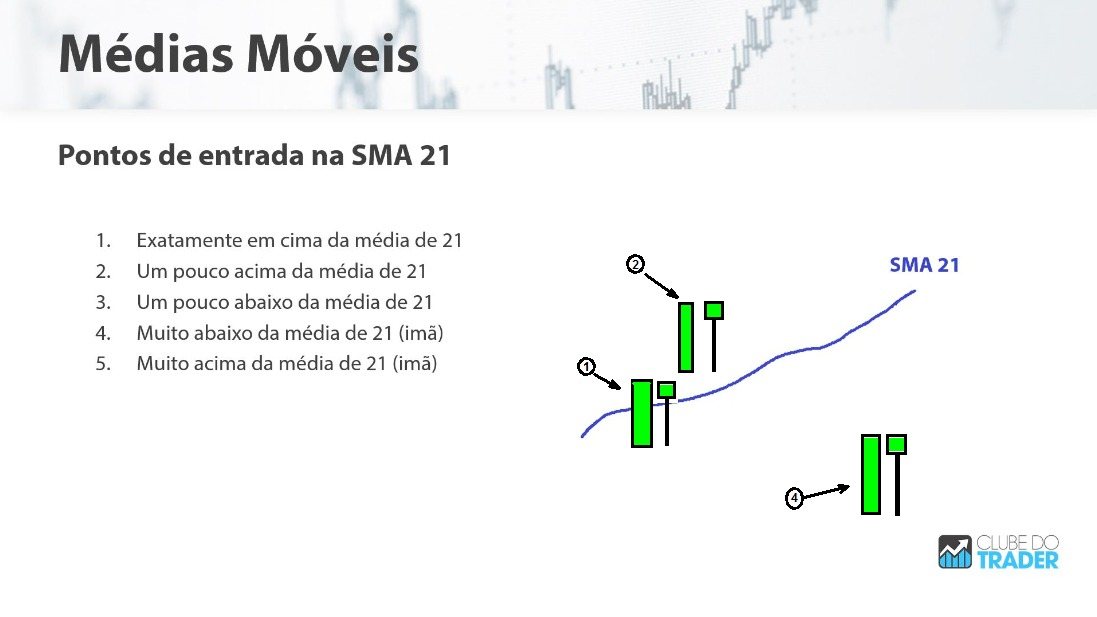 Médias Móveis
Pontos de entrada na SMA 21
1. Exatamente em cima da média de 21
2. Um pouco acima da média de 21
3. Um pouco abaixo da média de 21
4. Muito abaixo da média de 21 (imã)
5. Muito acima da média de 21 (imã)
2
SMA 21
1
4
CLUBE DO
TRADER